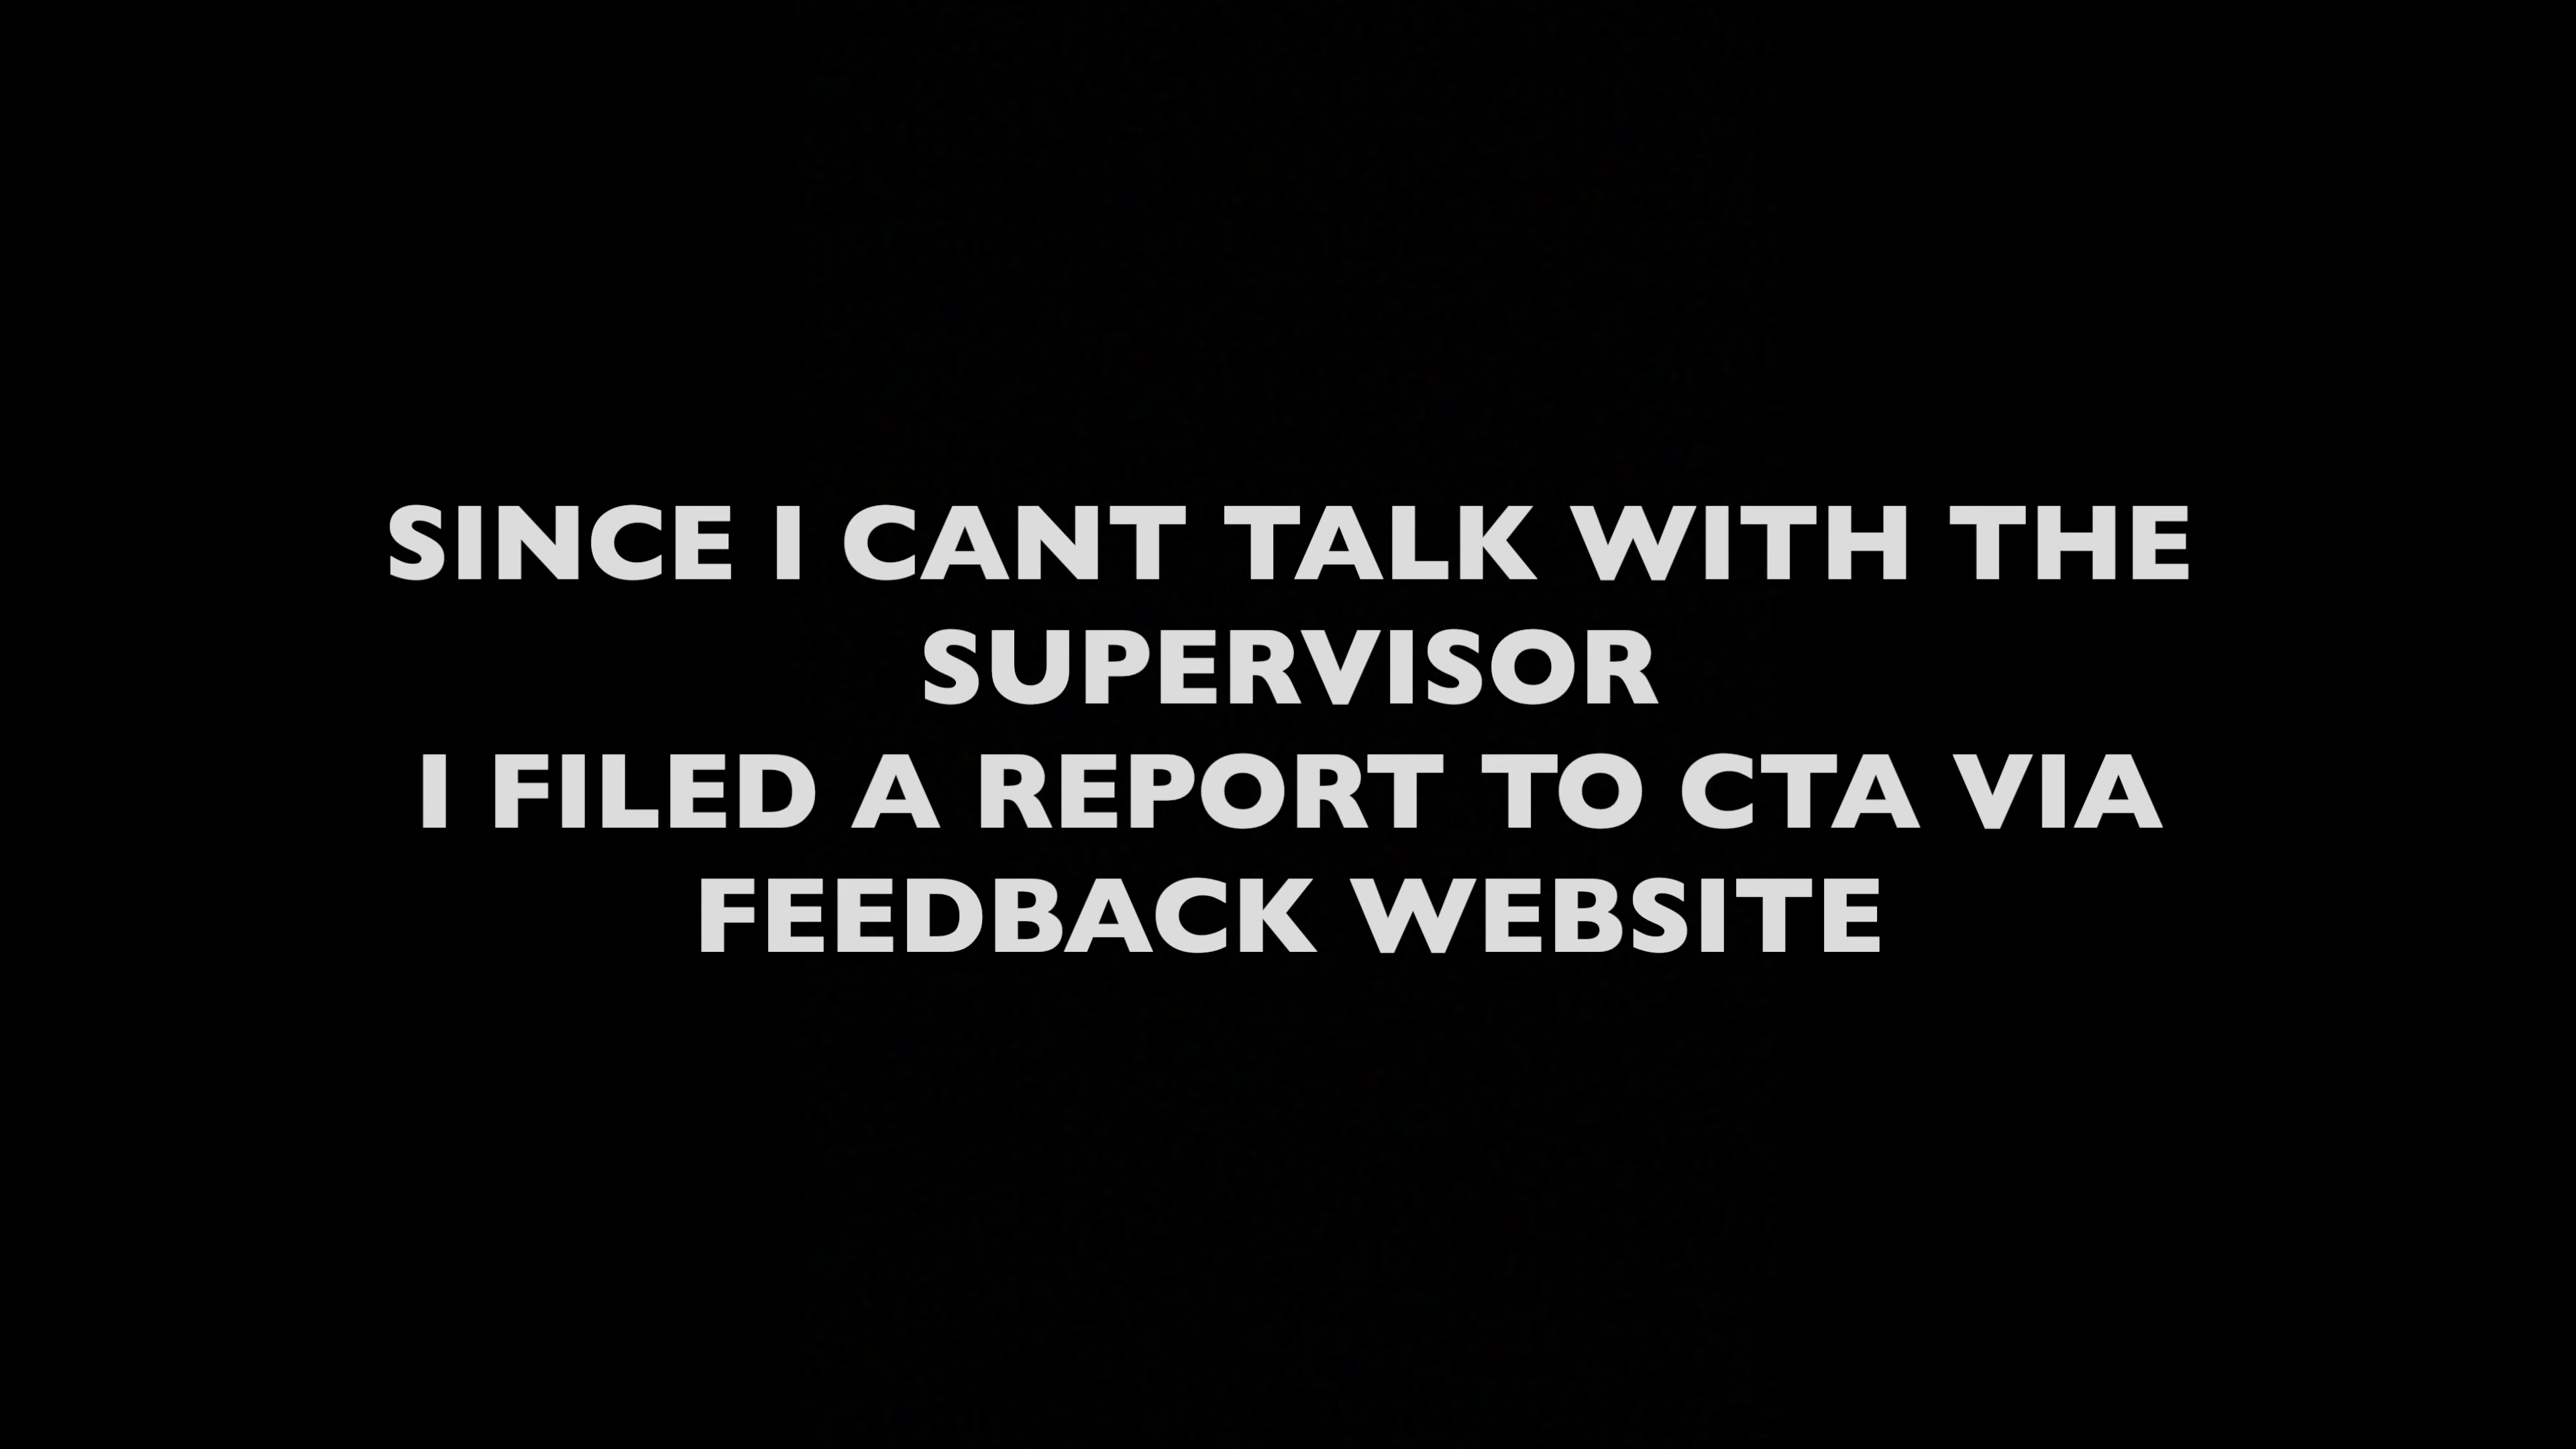 SINCE I CANT TALK WITH THE
SUPERVISOR
I FILED A REPORT TO CTA VIA
FEEDBACK WEBSITE